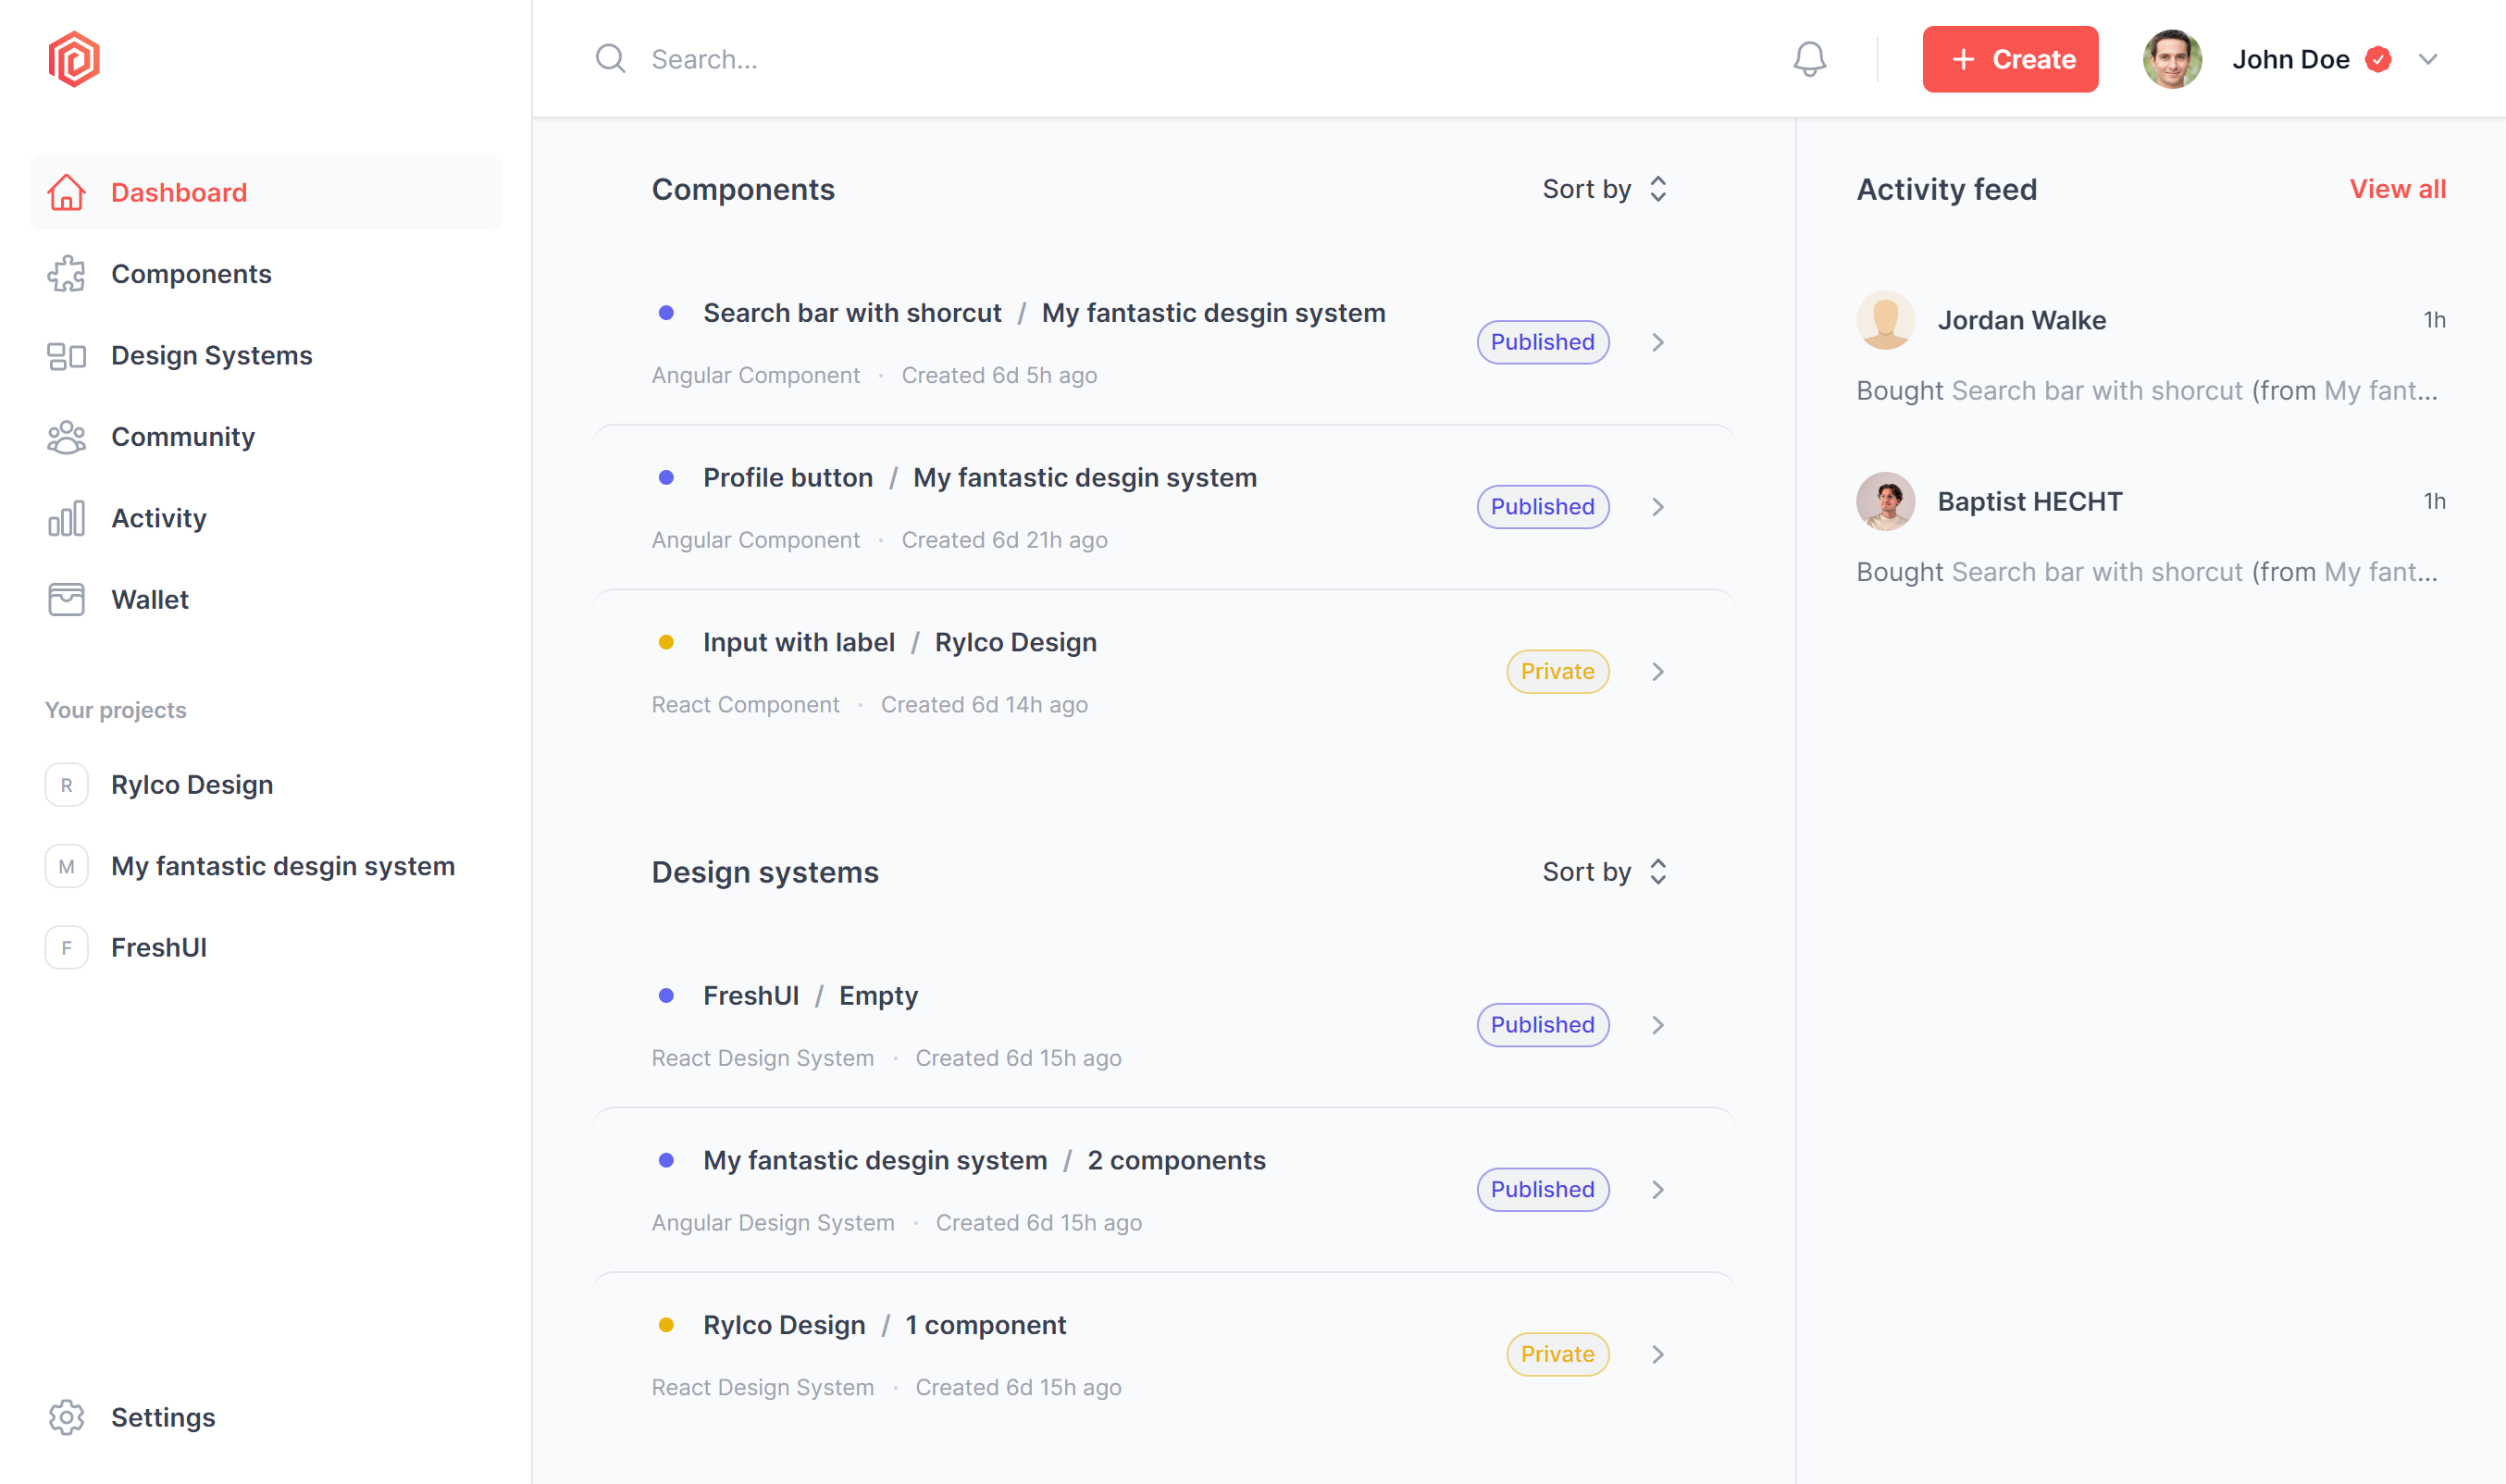 Search...
Create
John Doe
Dashboard
Components
Design Systems
Community
Activity
Wallet
Your projects
R Rylco Design
M My fantastic desgin system
F FreshUI
Settings
Components
Sort by
Search bar with shorcut / My fantastic desgin system
Angular Component · Created 6d 5h ago
Published
Profile button / My fantastic desgin system
Angular Component · Created 6d 21h ago
Published
Input with label / Rylco Design
React Component · Created 6d 14h ago
Private
Design systems
Sort by
FreshUI / Empty
React Design System · Created 6d 15h ago
Published
My fantastic desgin system / 2 components
Angular Design System · Created 6d 15h ago
Published
Rylco Design / 1 component
React Design System · Created 6d 15h ago
Private
Activity feed
View all
Jordan Walke
1h
Bought Search bar with shorcut (from My fant...
Baptist HECHT
1h
Bought Search bar with shorcut (from My fant...